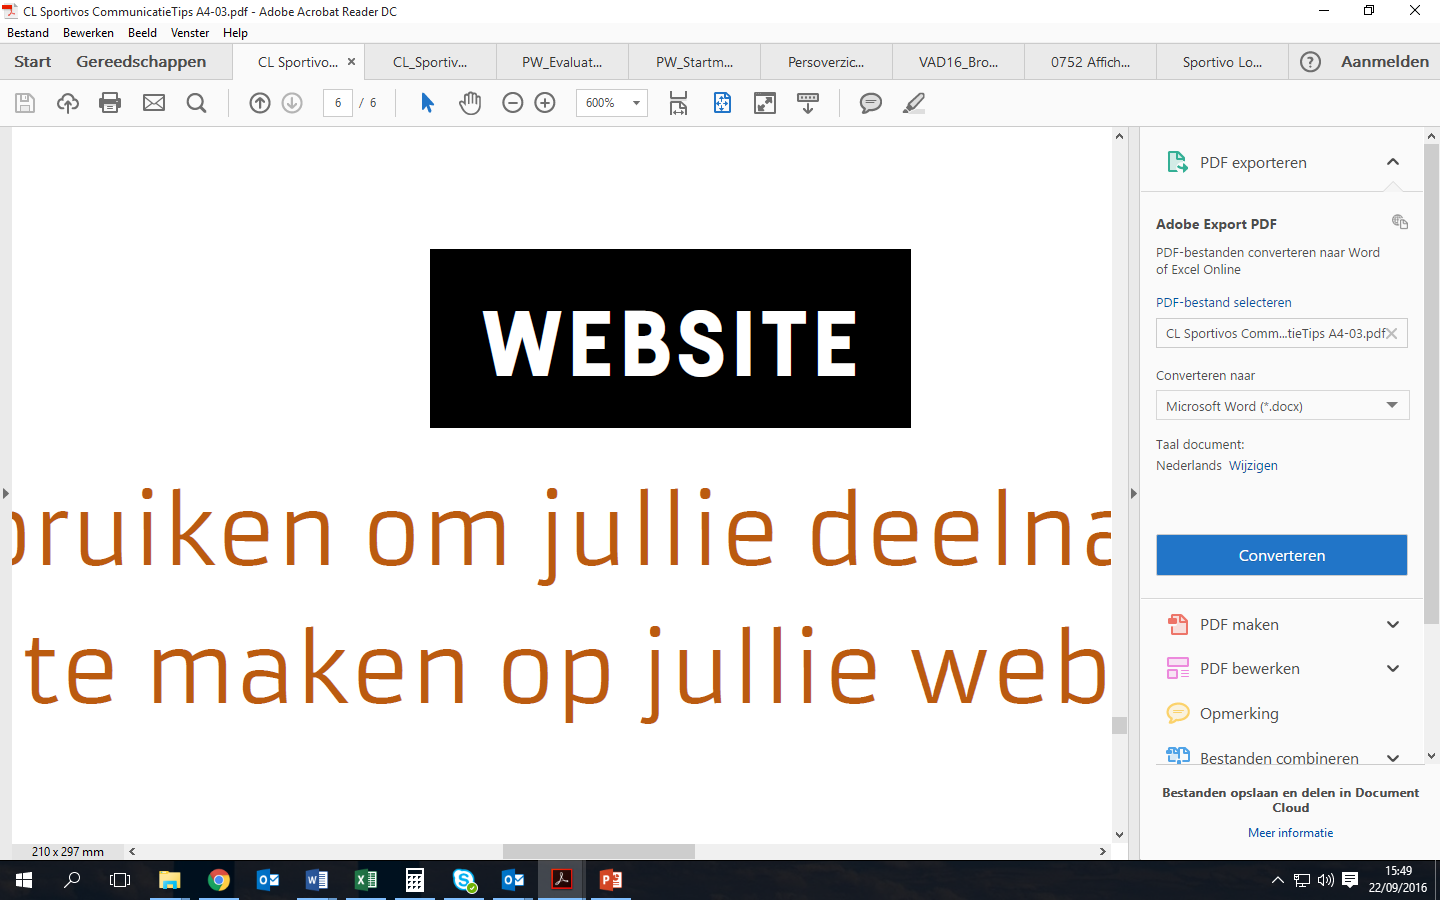 CL Sportivos CommunicatieTips A4-03.pdf - Adobe Acrobat Reader DC
Bestand Bewerken Beeld Venster Help
Start Gereedschappen CL Sportivo... × CL_Sportiv... PW_Evaluat... PW_Startm... Persoverzic... VAD16_Bro... 0752 Affich... Sportivo Lo... ? Aanmelden
6 / 6 600%
WEBSITE
bruiken om jullie deelna
te maken op jullie web
210 x 297 mm
PDF exporteren
Adobe Export PDF
PDF-bestanden converteren naar Word
of Excel Online
PDF-bestand selecteren
CL Sportivos Comm...tieTips A4-03.pdf
Converteren naar
Microsoft Word (*.docx)
Taal document:
Nederlands Wijzigen
Converteren
PDF maken
PDF bewerken
Opmerking
Bestanden combineren
Bestanden opslaan en delen in Document
Cloud
Meer informatie
15:49
22/09/2016